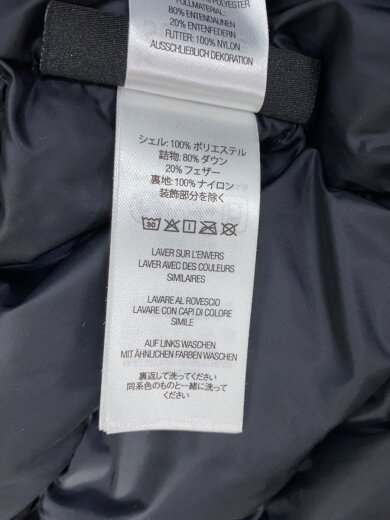 POLYESTER
FÜLLMATERIAL:
80% ENTENDAUNEN
20% ENTENFEDERN
FUTTER: 100% NYLON
AUSSCHLIEßLICH DEKORATION
シェル: 100% ポリエステル
詰物: 80% ダウン
20% フェザー
裏地: 100% ナイロン
装飾部分を除く
30
LAVER SUR L'ENVERS
LAVER AVEC DES COULEURS
SIMILAIRES
LAVARE AL ROVESCIO
LAVARE CON CAPI DI COLORE
SIMILE
AUF LINKS WASCHEN
MIT ÄHNLICHEN FARBEN WASCHEN
裏返して洗ってください
同系色のものと一緒に洗って
ください